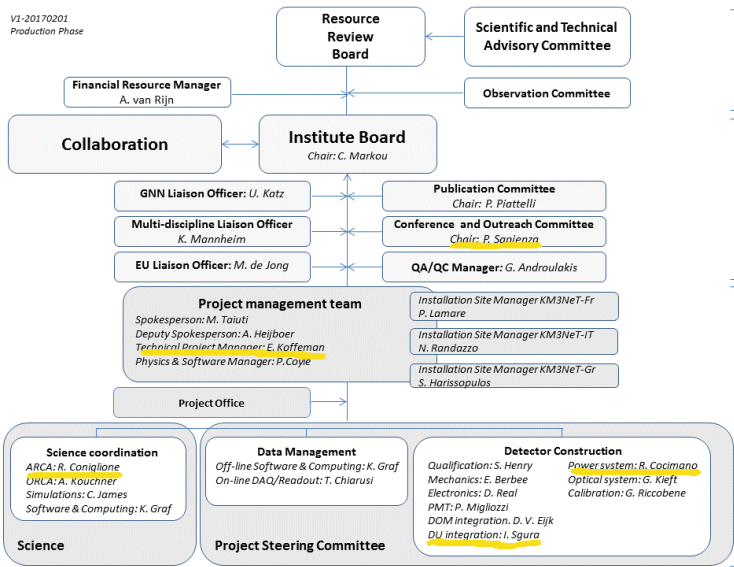 V1-20170201
Production Phase
Resource
Review
Board
Scientific and Technical
Advisory Committee
Financial Resource Manager
A. van Rijn
Observation Committee
Collaboration
Institute Board
Chair: C. Markou
GNN Liaison Officer: U. Katz
Publication Committee
Chair: P. Piattelli
Multi-discipline Liaison Officer
K. Mannheim
Conference and Outreach Committee
Chair: P. Sapienza
EU Liaison Officer: M. de Jong
QA/QC Manager: G. Androulakis
Project management team
Spokesperson: M. Taiuti
Deputy Spokesperson: A. Heijboer
Technical Project Manager: E. Koffeman
Physics & Software Manager: P. Coyle
Installation Site Manager KM3NeT-Fr
P. Lamare
Installation Site Manager KM3NeT-IT
N. Randazzo
Installation Site Manager KM3NeT-Gr
S. Harissopulos
Project Office
Science coordination
ARCA: R. Coniglione
ORCA: A. Kouchner
Simulations: C. James
Software & Computing: K. Graf
Science
Data Management
Off-line Software & Computing: K. Graf
On-line DAQ/Readout: T. Chiarusi
Detector Construction
Qualification: S. Henry
Mechanics: E. Berbee
Electronics: D. Real
PMT: P. Migliozzi
DOM integration. D. V. Eijk
DU integration: I. Sgura
Power system: R. Cocimano
Optical system: G. Kieft
Calibration: G. Riccobene
Project Steering Committee